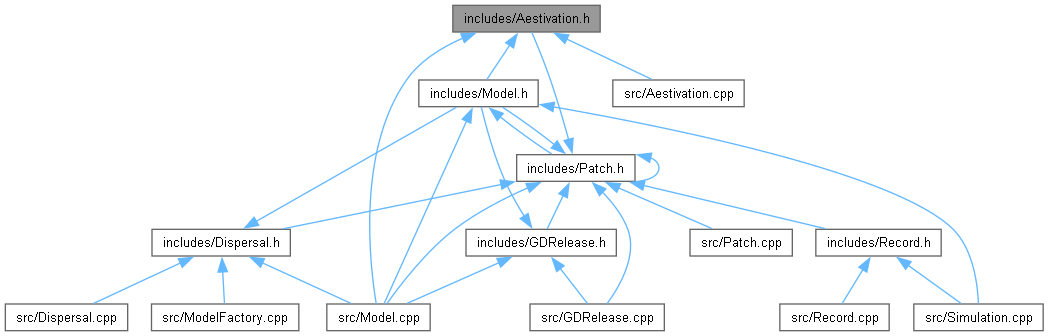 includes/Aestivation.h
includes/Model.h
src/Aestivation.cpp
includes/Patch.h
includes/Dispersal.h
includes/GDRelease.h
src/Patch.cpp
includes/Record.h
src/Dispersal.cpp
src/ModelFactory.cpp
src/Model.cpp
src/GDRelease.cpp
src/Record.cpp
src/Simulation.cpp